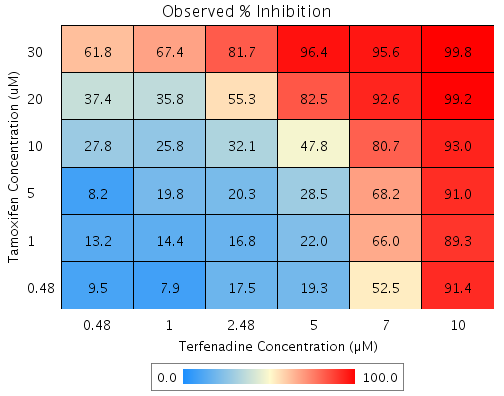 Observed % Inhibition
Tamoxifen Concentration (uM)
30 61.8 67.4 81.7 96.4 95.6 99.8
20 37.4 35.8 55.3 82.5 92.6 99.2
10 27.8 25.8 32.1 47.8 80.7 93.0
5 8.2 19.8 20.3 28.5 68.2 91.0
1 13.2 14.4 16.8 22.0 66.0 89.3
0.48 9.5 7.9 17.5 19.3 52.5 91.4
0.48 1 2.48 5 7 10
Terfenadine Concentration (µM)
0.0 100.0